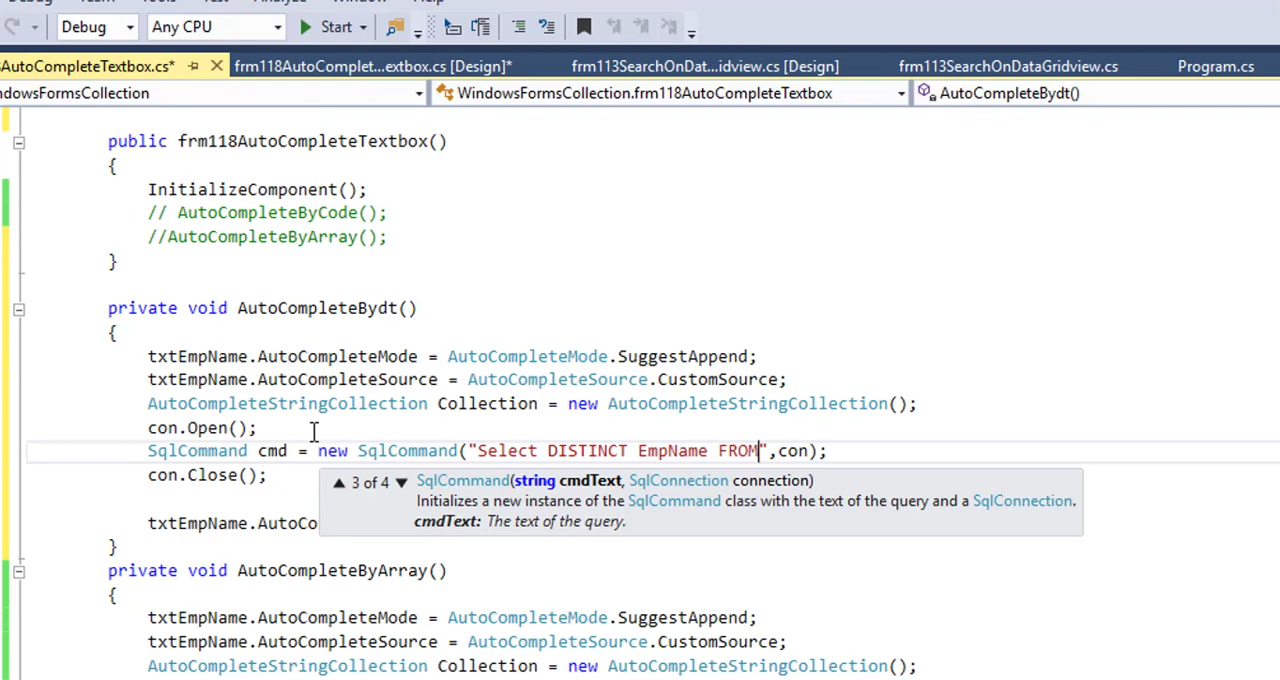 Debug Any CPU Start
AutoCompleteTextbox.cs* frm118AutoComplet...extbox.cs [Design]* frm113SearchOnDat...idview.cs [Design] frm113SearchOnDataGridview.cs Program.cs
ndowsFormsCollection WindowsFormsCollection.frm118AutoCompleteTextbox AutoCompleteBydt()
public frm118AutoCompleteTextbox()
{
InitializeComponent();
// AutoCompleteByCode();
//AutoCompleteByArray();
}
private void AutoCompleteBydt()
{
txtEmpName.AutoCompleteMode = AutoCompleteMode.SuggestAppend;
txtEmpName.AutoCompleteSource = AutoCompleteSource.CustomSource;
AutoCompleteStringCollection Collection = new AutoCompleteStringCollection();
con.Open();
SqlCommand cmd = new SqlCommand("Select DISTINCT EmpName FROM",con);
con.Close();
▲ 3 of 4 ▼ SqlCommand(string cmdText, SqlConnection connection)
Initializes a new instance of the SqlCommand class with the text of the query and a SqlConnection.
cmdText: The text of the query.
txtEmpName.AutoCo
}
private void AutoCompleteByArray()
{
txtEmpName.AutoCompleteMode = AutoCompleteMode.SuggestAppend;
txtEmpName.AutoCompleteSource = AutoCompleteSource.CustomSource;
AutoCompleteStringCollection Collection = new AutoCompleteStringCollection();